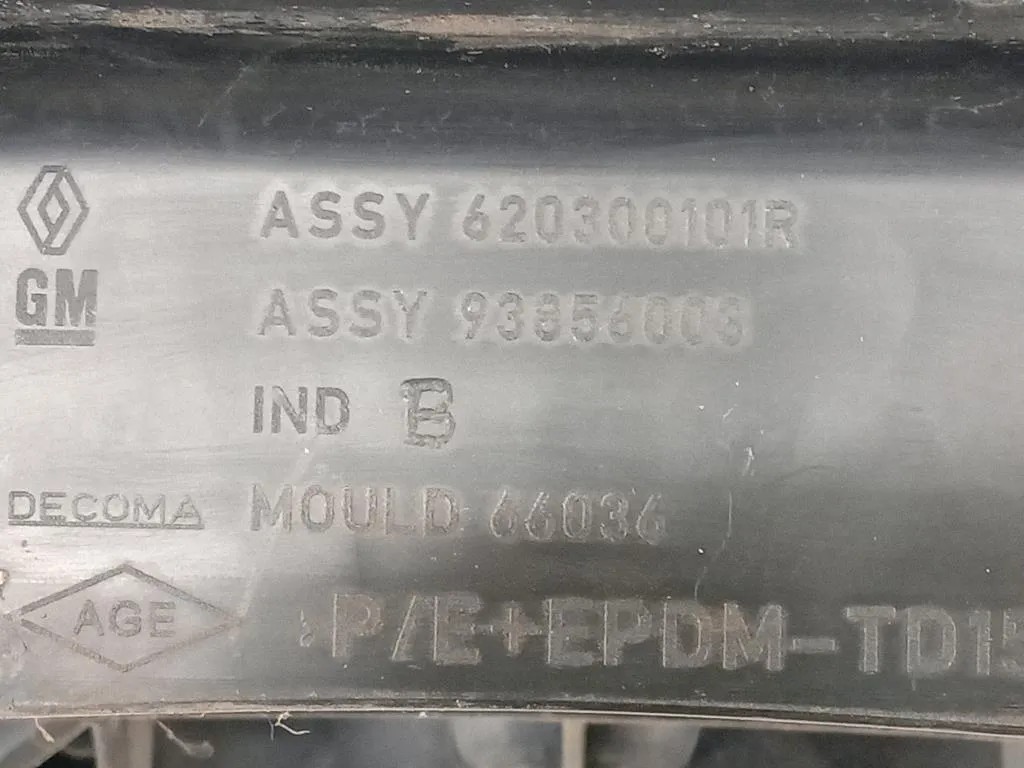 ASSY 620300101R
GM
ASSY 93856003
IND B
DECOMA MOULD 66036
AGE
>P/E+EPDM-TD15